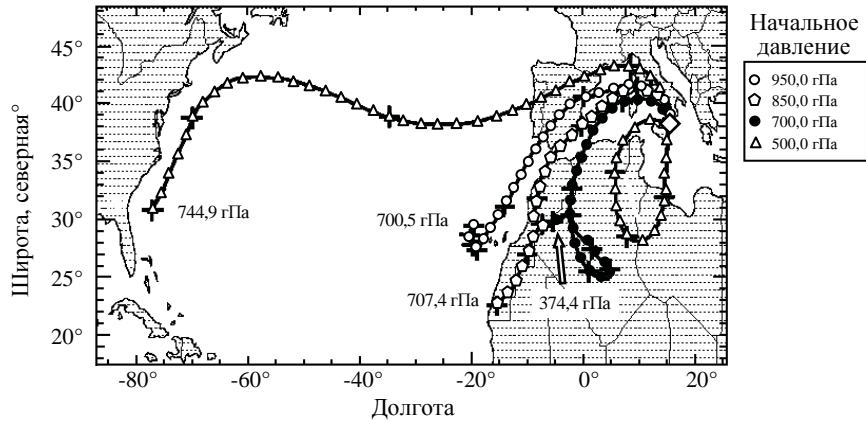 Начальное
давление
950,0 гПа
850,0 гПа
700,0 гПа
500,0 гПа
Широта, северная°
45°
40°
35°
30°
25°
20°
744,9 гПа
700,5 гПа
707,4 гПа
374,4 гПа
-80°
-60°
-40°
-20°
0°
20°
Долгота